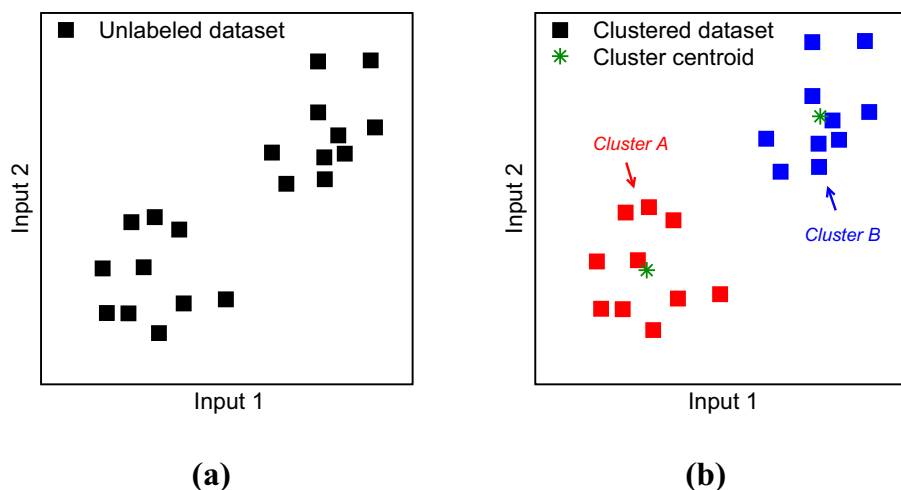 Unlabeled dataset
Input 2
Input 1
(a)
Clustered dataset
Cluster centroid
Cluster A
Cluster B
Input 2
Input 1
(b)